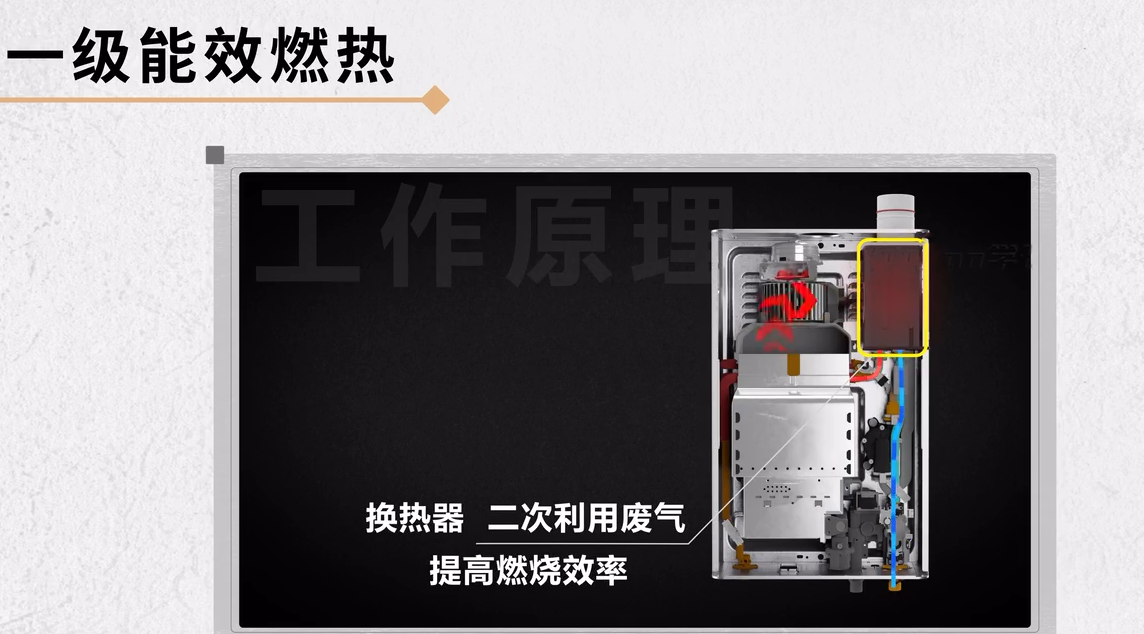 一级能效燃热
工作原理
换热器 二次利用废气
提高燃烧效率